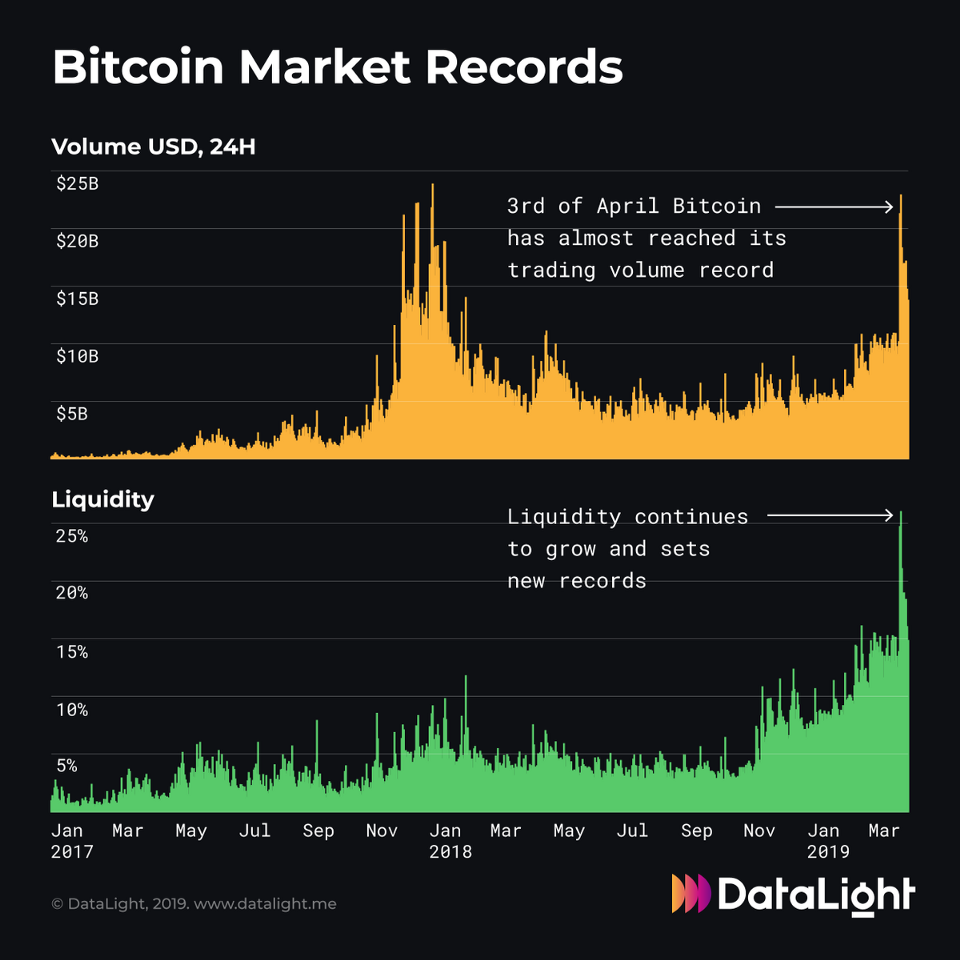 Bitcoin Market Records
Volume USD, 24H
$25B
$20B
$15B
$10B
$5B
3rd of April Bitcoin
has almost reached its
trading volume record
Liquidity
25%
20%
15%
10%
5%
Liquidity continues
to grow and sets
new records
Jan Mar May Jul Sep Nov Jan Mar May Jul Sep Nov Jan Mar
2017 2018 2019
© DataLight, 2019. www.datalight.me
DataLight